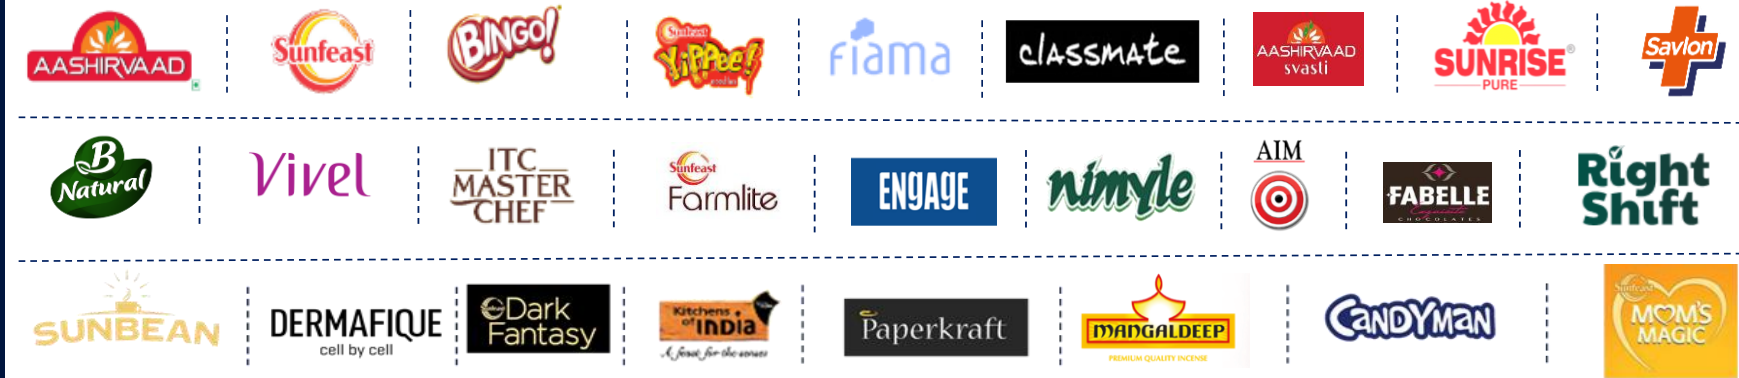 AASHIRVAAD
Sunfeast
BINGO!
Sunfeast
YiPPee!
noodles
fiama
classmate
AASHIRVAAD
svasti
SUNRISE®
PURE
Savlon
B
Natural
Vivel
ITC
MASTER
CHEF
Sunfeast
Farmlite
ENGAGE
nimyle
AIM
FABELLE
Exquisite
CHOCOLATES
Right
Shift
SUNBEAN
DERMAFIQUE
cell by cell
Dark
Fantasy
Kitchens
of INDIA
A feast for the senses
Paperkraft
MANGALDEEP
PREMIUM QUALITY INCENSE
CANDYMAN
Sunfeast
MOM'S
MAGIC